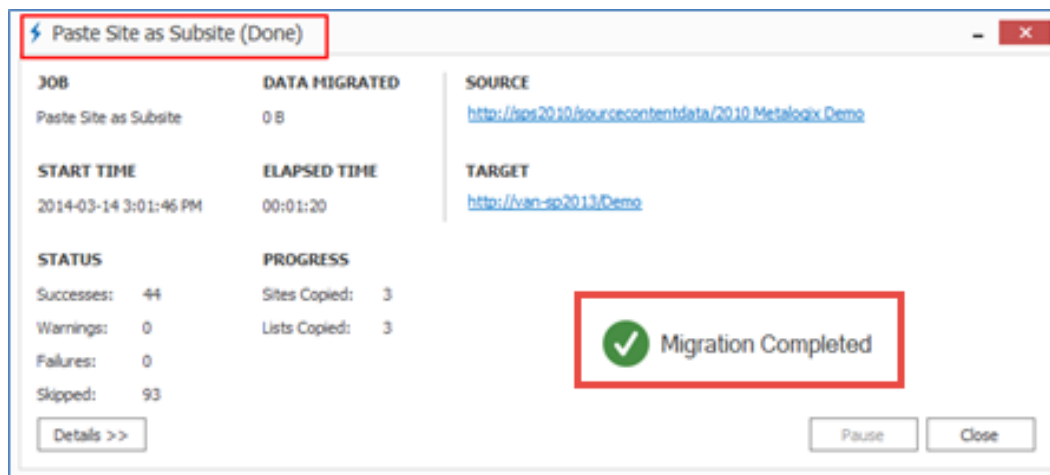 Paste Site as Subsite (Done)
JOB DATA MIGRATED SOURCE
Paste Site as Subsite 0 B http://sps2010/sourcecontentdata/2010 Metalogix Demo
START TIME ELAPSED TIME TARGET
2014-03-14 3:01:46 PM 00:01:20 http://van-sp2013/Demo
STATUS PROGRESS
Successes: 44 Sites Copied: 3
Warnings: 0 Lists Copied: 3
Migration Completed
Failures: 0
Skipped: 93
Details >> Pause Close